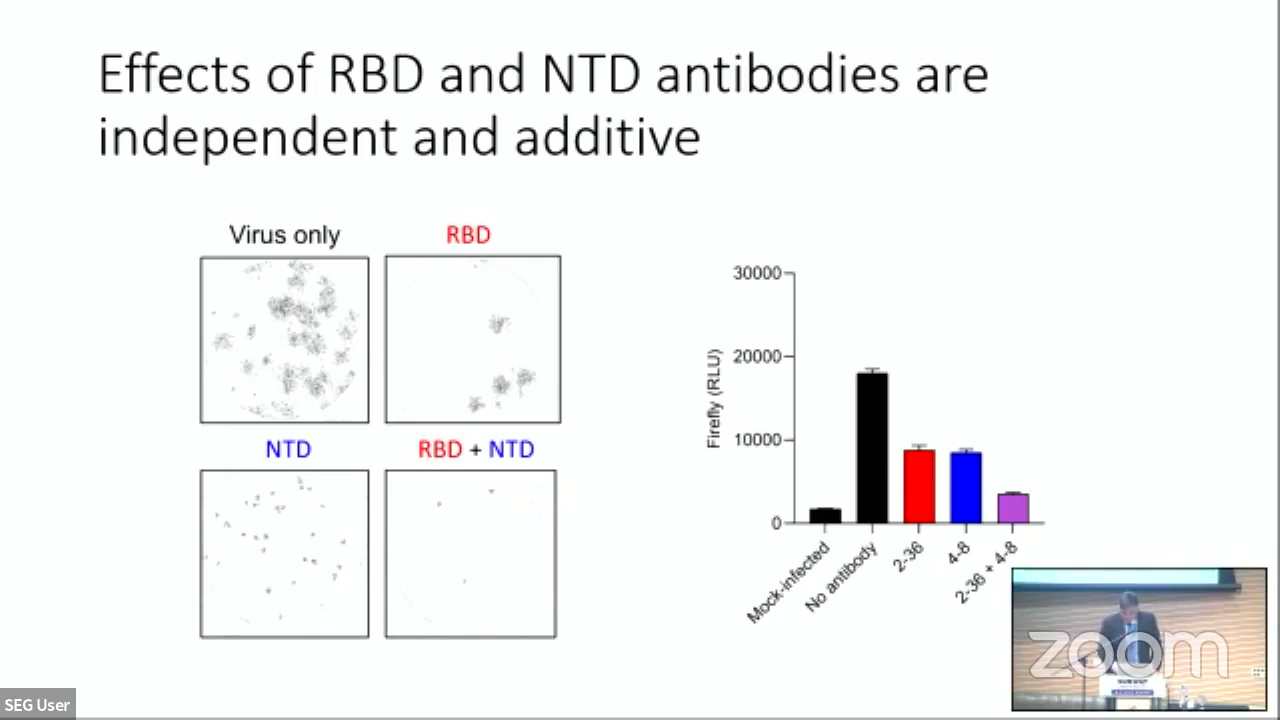 Effects of RBD and NTD antibodies are
independent and additive
Virus only
RBD
NTD
RBD + NTD
30000
20000
10000
0
Firefly (RLU)
Mock-infected
No antibody
2-36
4-8
2-36 + 4-8
zoom
SEG User